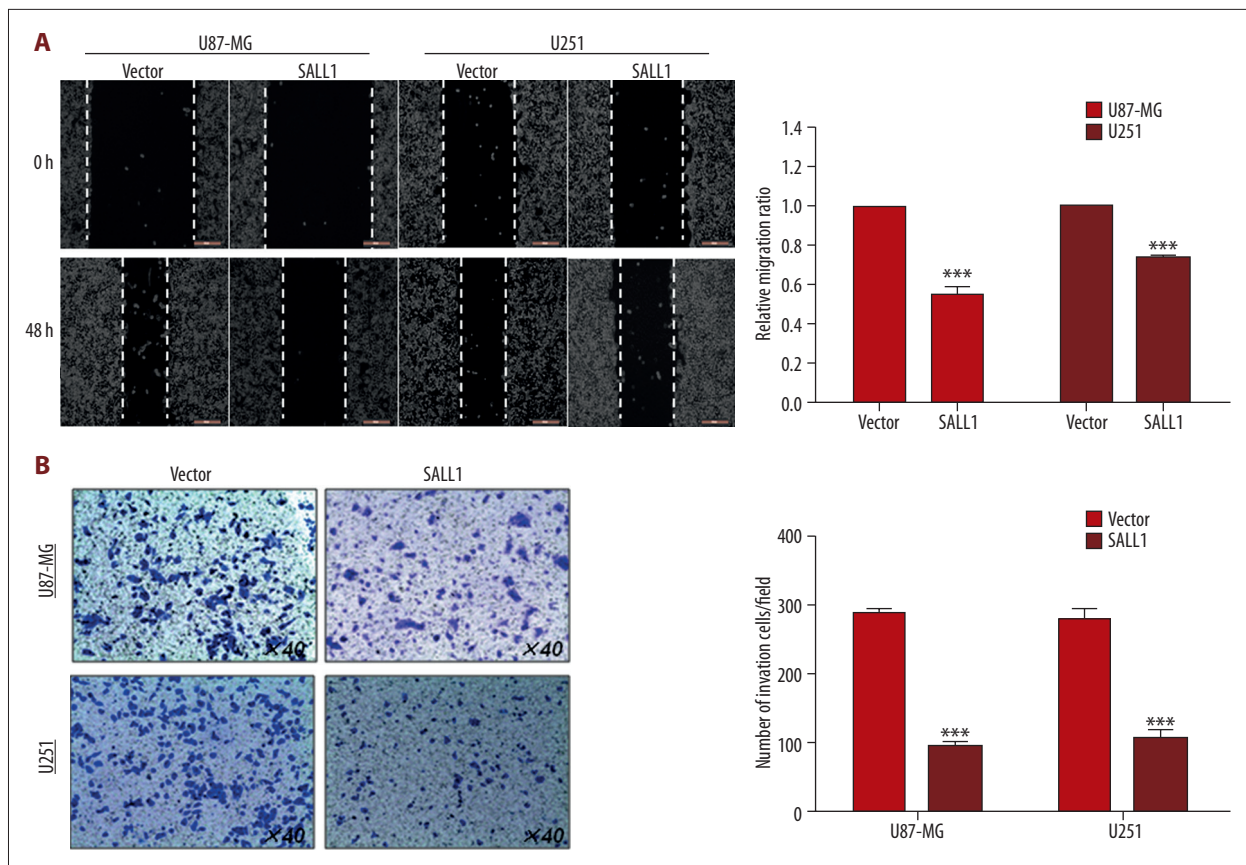 A
U87-MG
U251
Vector
SALL1
Vector
SALL1
0 h
48 h
U87-MG
U251
Relative migration ratio
1.4
1.2
1.0
0.8
0.6
0.4
0.2
0.0
***
***
Vector
SALL1
Vector
SALL1
B
Vector
SALL1
U87-MG
×40
×40
U251
×40
×40
Vector
SALL1
Number of invation cells/field
400
300
200
100
0
***
***
U87-MG
U251